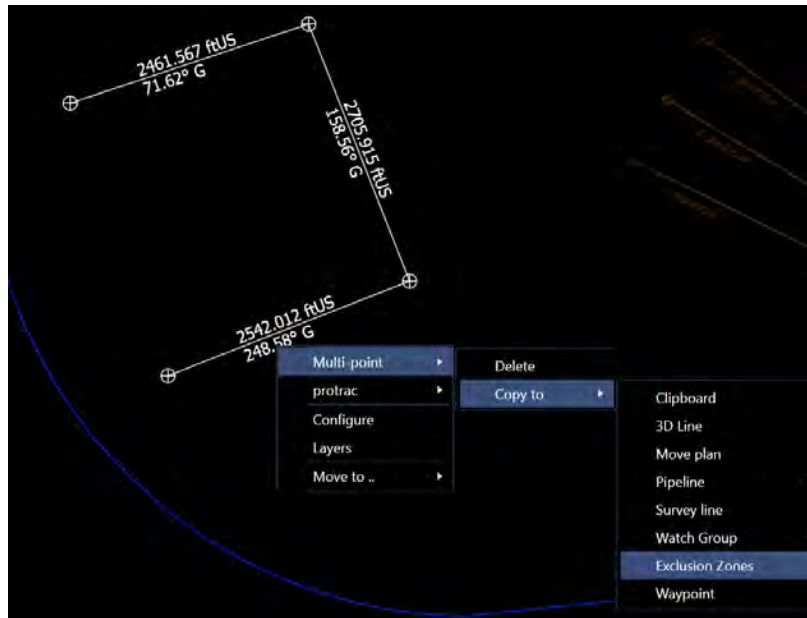 2461.567 ftUS
71.62° G
2705.915 ftUS
158.56° G
2542.012 ftUS
248.58° G
Multi-point
protrac
Configure
Layers
Move to ..
Delete
Copy to
Clipboard
3D Line
Move plan
Pipeline
Survey line
Watch Group
Exclusion Zones
Waypoint